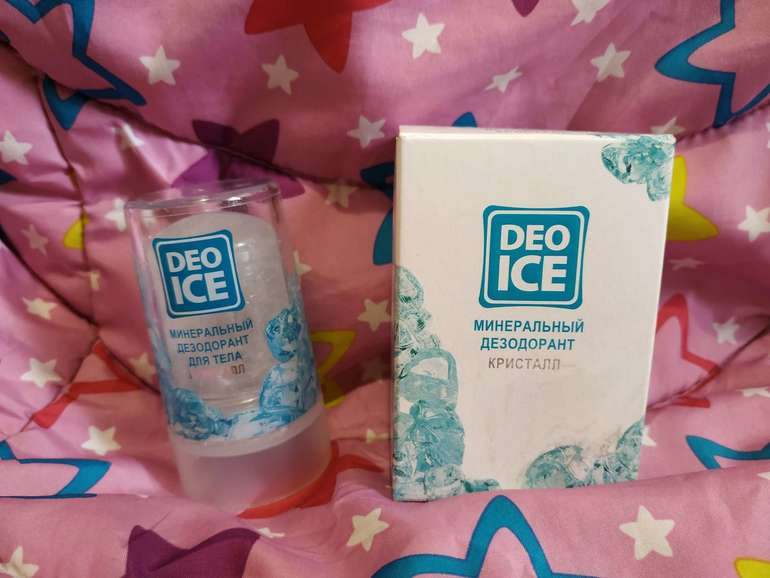 DEO
ICE
МИНЕРАЛЬНЫЙ
ДЕЗОДОРАНТ
ДЛЯ ТЕЛА
DEO
ICE
МИНЕРАЛЬНЫЙ
ДЕЗОДОРАНТ
КРИСТАЛЛ